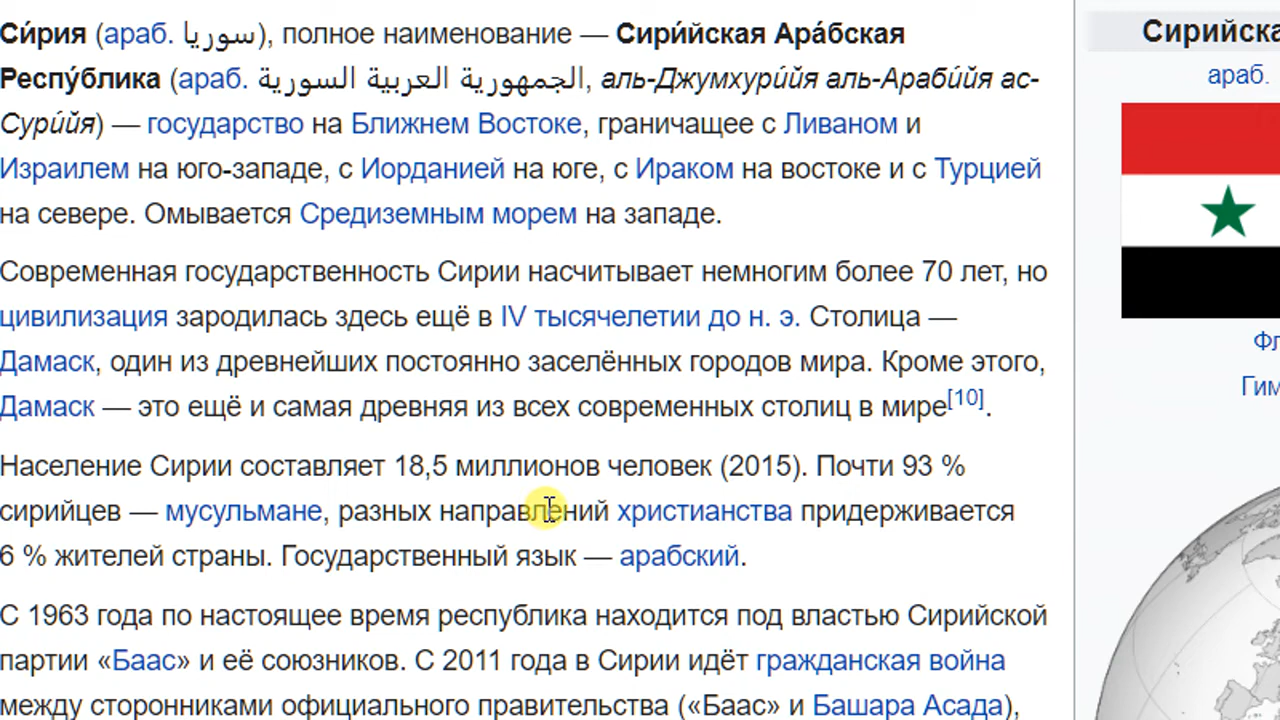 Си́рия (араб. سوريا), полное наименование — Сири́йская Ара́бская
Респу́блика (араб. الجمهورية العربية السورية, аль-Джумхури́йя аль-Араби́йя ас-
Сури́йя) — государство на Ближнем Востоке, граничащее с Ливаном и
Израилем на юго-западе, с Иорданией на юге, с Ираком на востоке и с Турцией
на севере. Омывается Средиземным морем на западе.
Современная государственность Сирии насчитывает немногим более 70 лет, но
цивилизация зародилась здесь ещё в IV тысячелетии до н. э. Столица —
Дамаск, один из древнейших постоянно заселённых городов мира. Кроме этого,
Дамаск — это ещё и самая древняя из всех современных столиц в мире[10].
Население Сирии составляет 18,5 миллионов человек (2015). Почти 93 %
сирийцев — мусульмане, разных направлений христианства придерживается
6 % жителей страны. Государственный язык — арабский.
С 1963 года по настоящее время республика находится под властью Сирийской
партии «Баас» и её союзников. С 2011 года в Сирии идёт гражданская война
между сторонниками официального правительства («Баас» и Башара Асада),
Сирийска
араб.
Фл
Гим